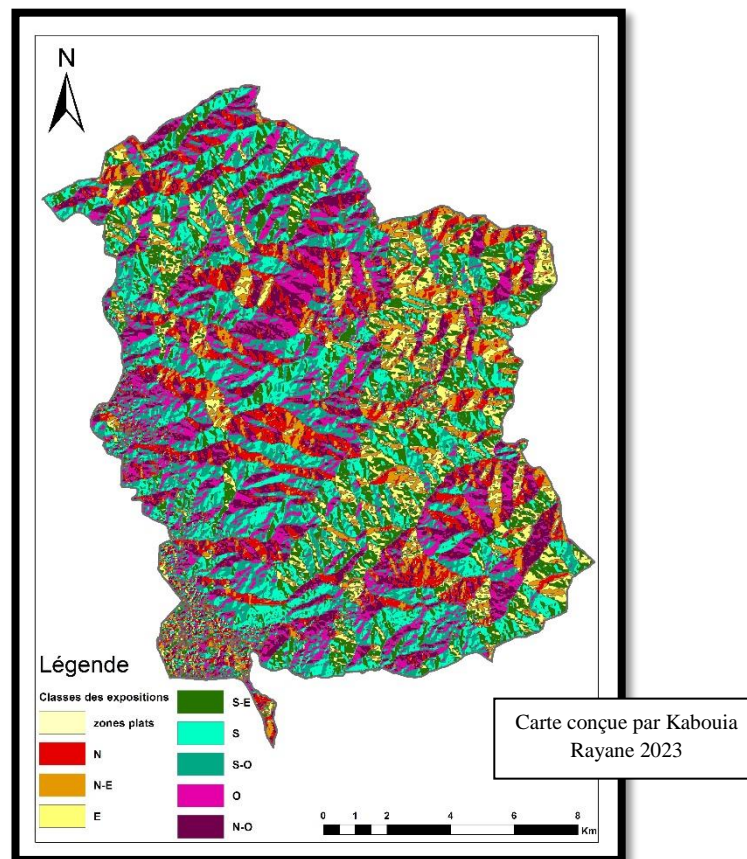 N
Légende
Classes des expositions
zones plats
N
N-E
E
S-E
S
S-O
O
N-O
0 1 2 4 6 8
Km
Carte conçue par Kabouia
Rayane 2023